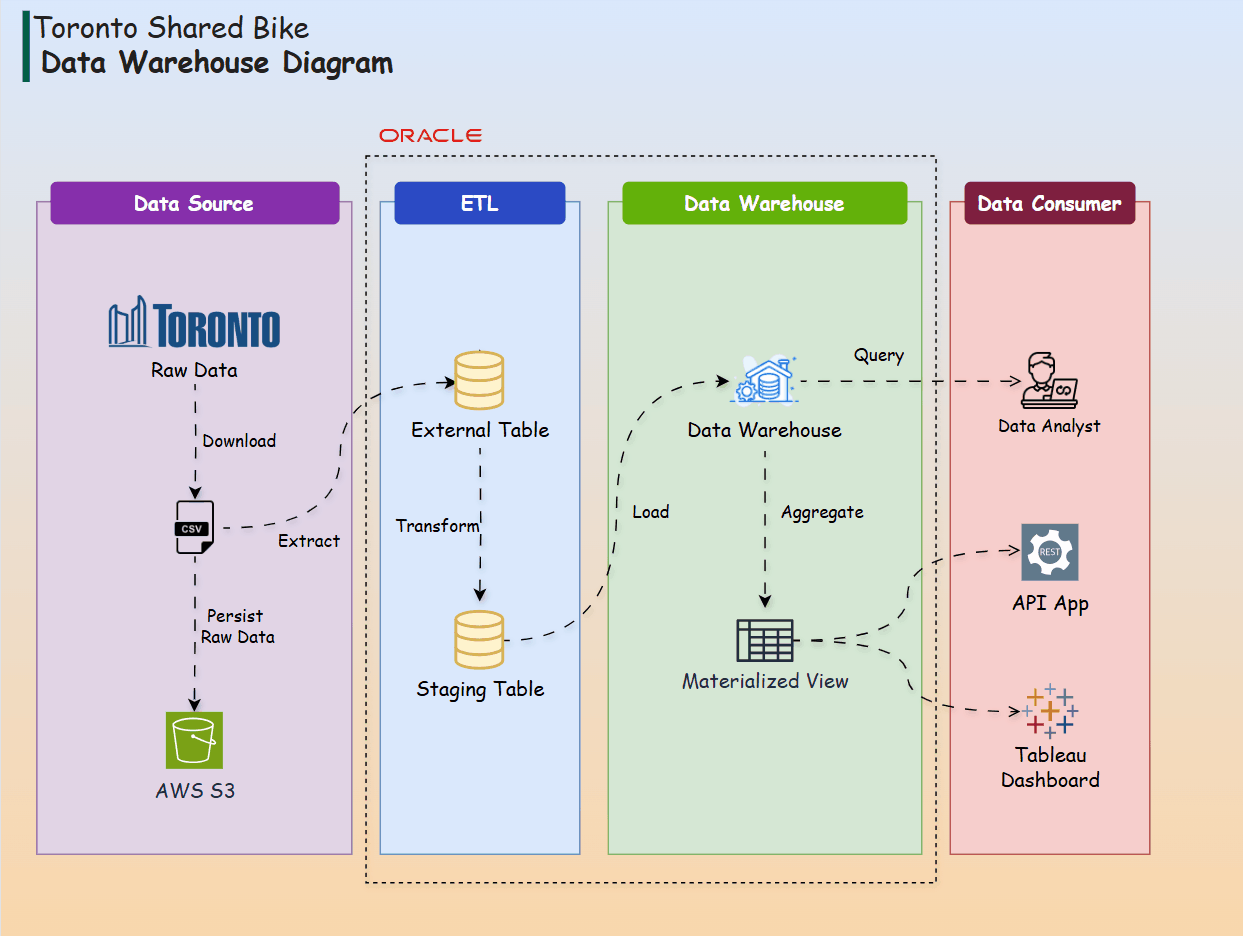 Toronto Shared Bike
Data Warehouse Diagram
ORACLE
Data Source
ETL
Data Warehouse
Data Consumer
TORONTO
Raw Data
Download
CSV
Extract
Persist
Raw Data
AWS S3
External Table
Transform
Staging Table
Load
Data Warehouse
Aggregate
Materialized View
Query
Data Analyst
REST
API App
Tableau
Dashboard